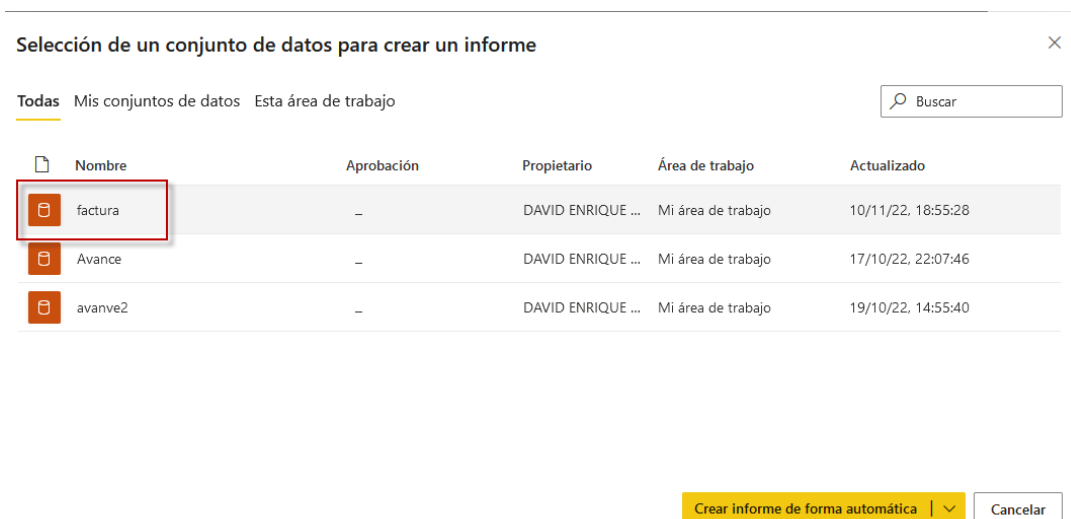 Selección de un conjunto de datos para crear un informe
Todas Mis conjuntos de datos Esta área de trabajo Buscar
Nombre Aprobación Propietario Área de trabajo Actualizado
factura – DAVID ENRIQUE ... Mi área de trabajo 10/11/22, 18:55:28
Avance – DAVID ENRIQUE ... Mi área de trabajo 17/10/22, 22:07:46
avanve2 – DAVID ENRIQUE ... Mi área de trabajo 19/10/22, 14:55:40
Crear informe de forma automática Cancelar